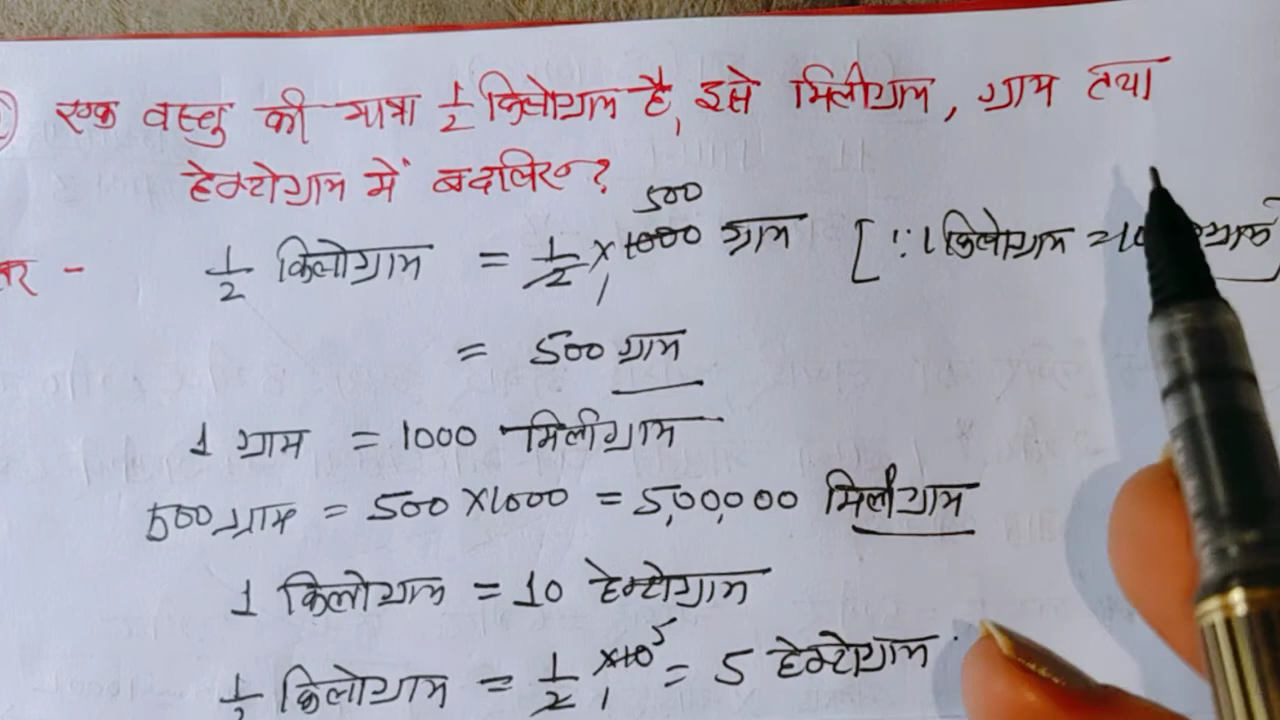 एक वस्तु की मात्रा 1/2 किलोग्राम है, इसे मिलीग्राम, ग्राम तथा
हेक्टोग्राम में बदलिए?
1/2 किलोग्राम = 1/2 × 1000 500 ग्राम [∵ 1 किलोग्राम =
= 500 ग्राम
1 ग्राम = 1000 मिलीग्राम
500 ग्राम = 500 × 1000 = 5,00,000 मिलीग्राम
1 किलोग्राम = 10 हेक्टोग्राम
1/2 किलोग्राम = 1/2 × 10 5 = 5 हेक्टोग्राम